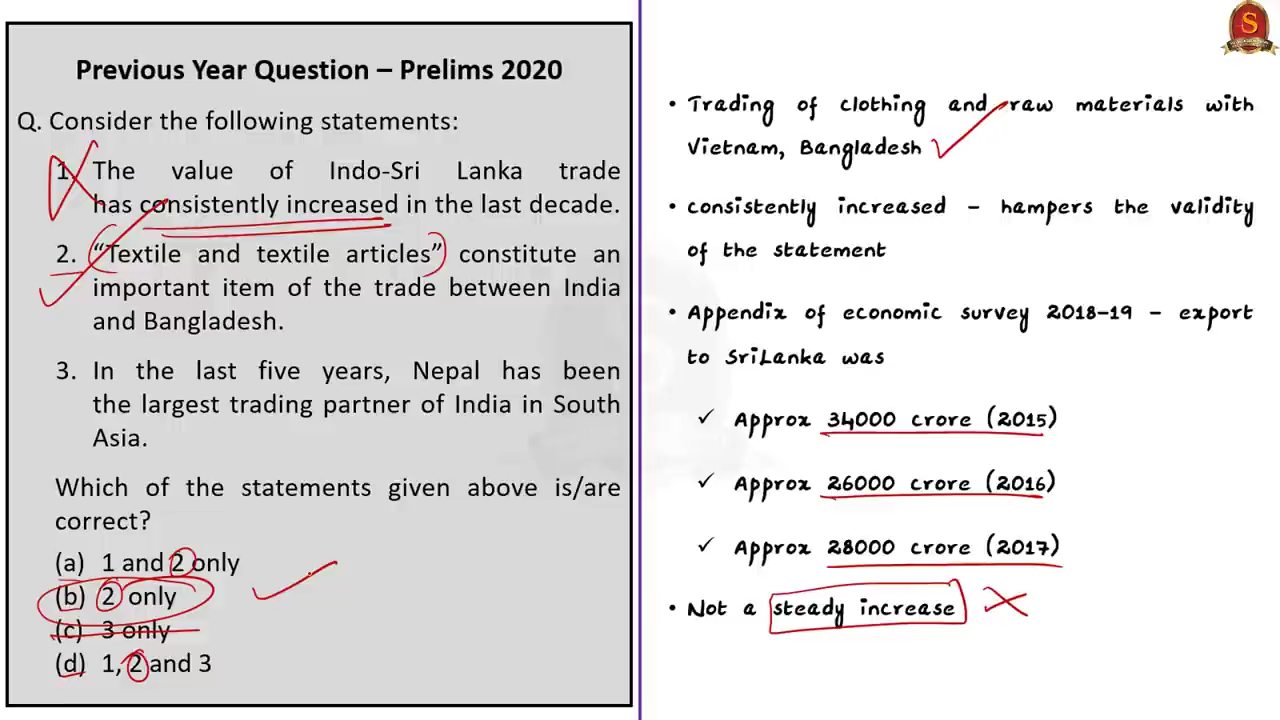 Previous Year Question – Prelims 2020
Q. Consider the following statements:
1. The value of Indo-Sri Lanka trade
has consistently increased in the last decade.
2. “Textile and textile articles” constitute an
important item of the trade between India
and Bangladesh.
3. In the last five years, Nepal has been
the largest trading partner of India in South
Asia.
Which of the statements given above is/are
correct?
(a) 1 and 2 only
(b) 2 only
(c) 3 only
(d) 1, 2 and 3
S
• Trading of clothing and raw materials with
Vietnam, Bangladesh
• consistently increased – hampers the validity
of the statement
• Appendix of economic survey 2018-19 – export
to SriLanka was
✓ Approx 34000 crore (2015)
✓ Approx 26000 crore (2016)
✓ Approx 28000 crore (2017)
• Not a steady increase